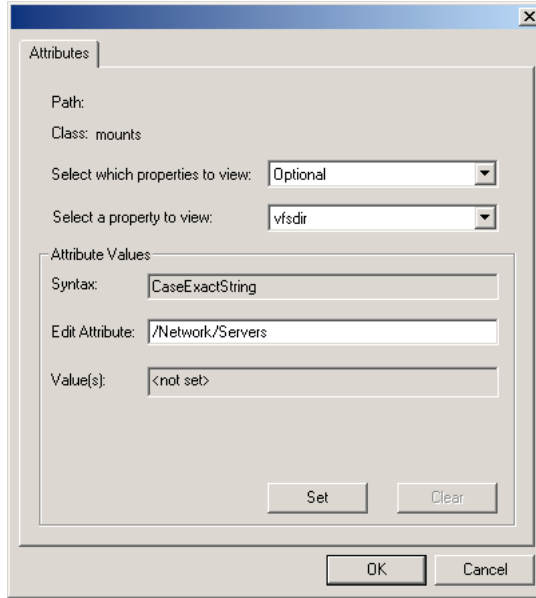 Attributes
Path:
Class: mounts
Select which properties to view: Optional
Select a property to view: vfsdir
Attribute Values
Syntax: CaseExactString
Edit Attribute: /Network/Servers
Value(s): <not set>
Set Clear
OK Cancel